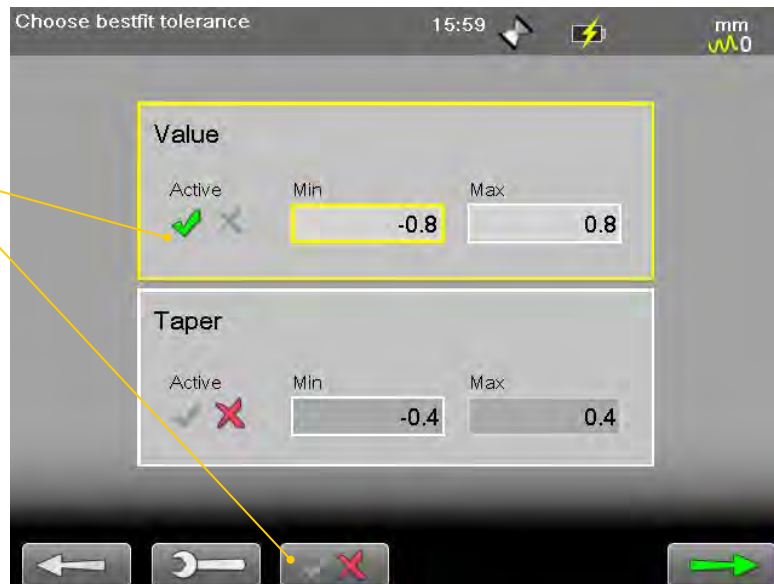 Choose bestfit tolerance 15:59 mm
0
Value
Active Min Max
-0.8 0.8
Taper
Active Min Max
-0.4 0.4